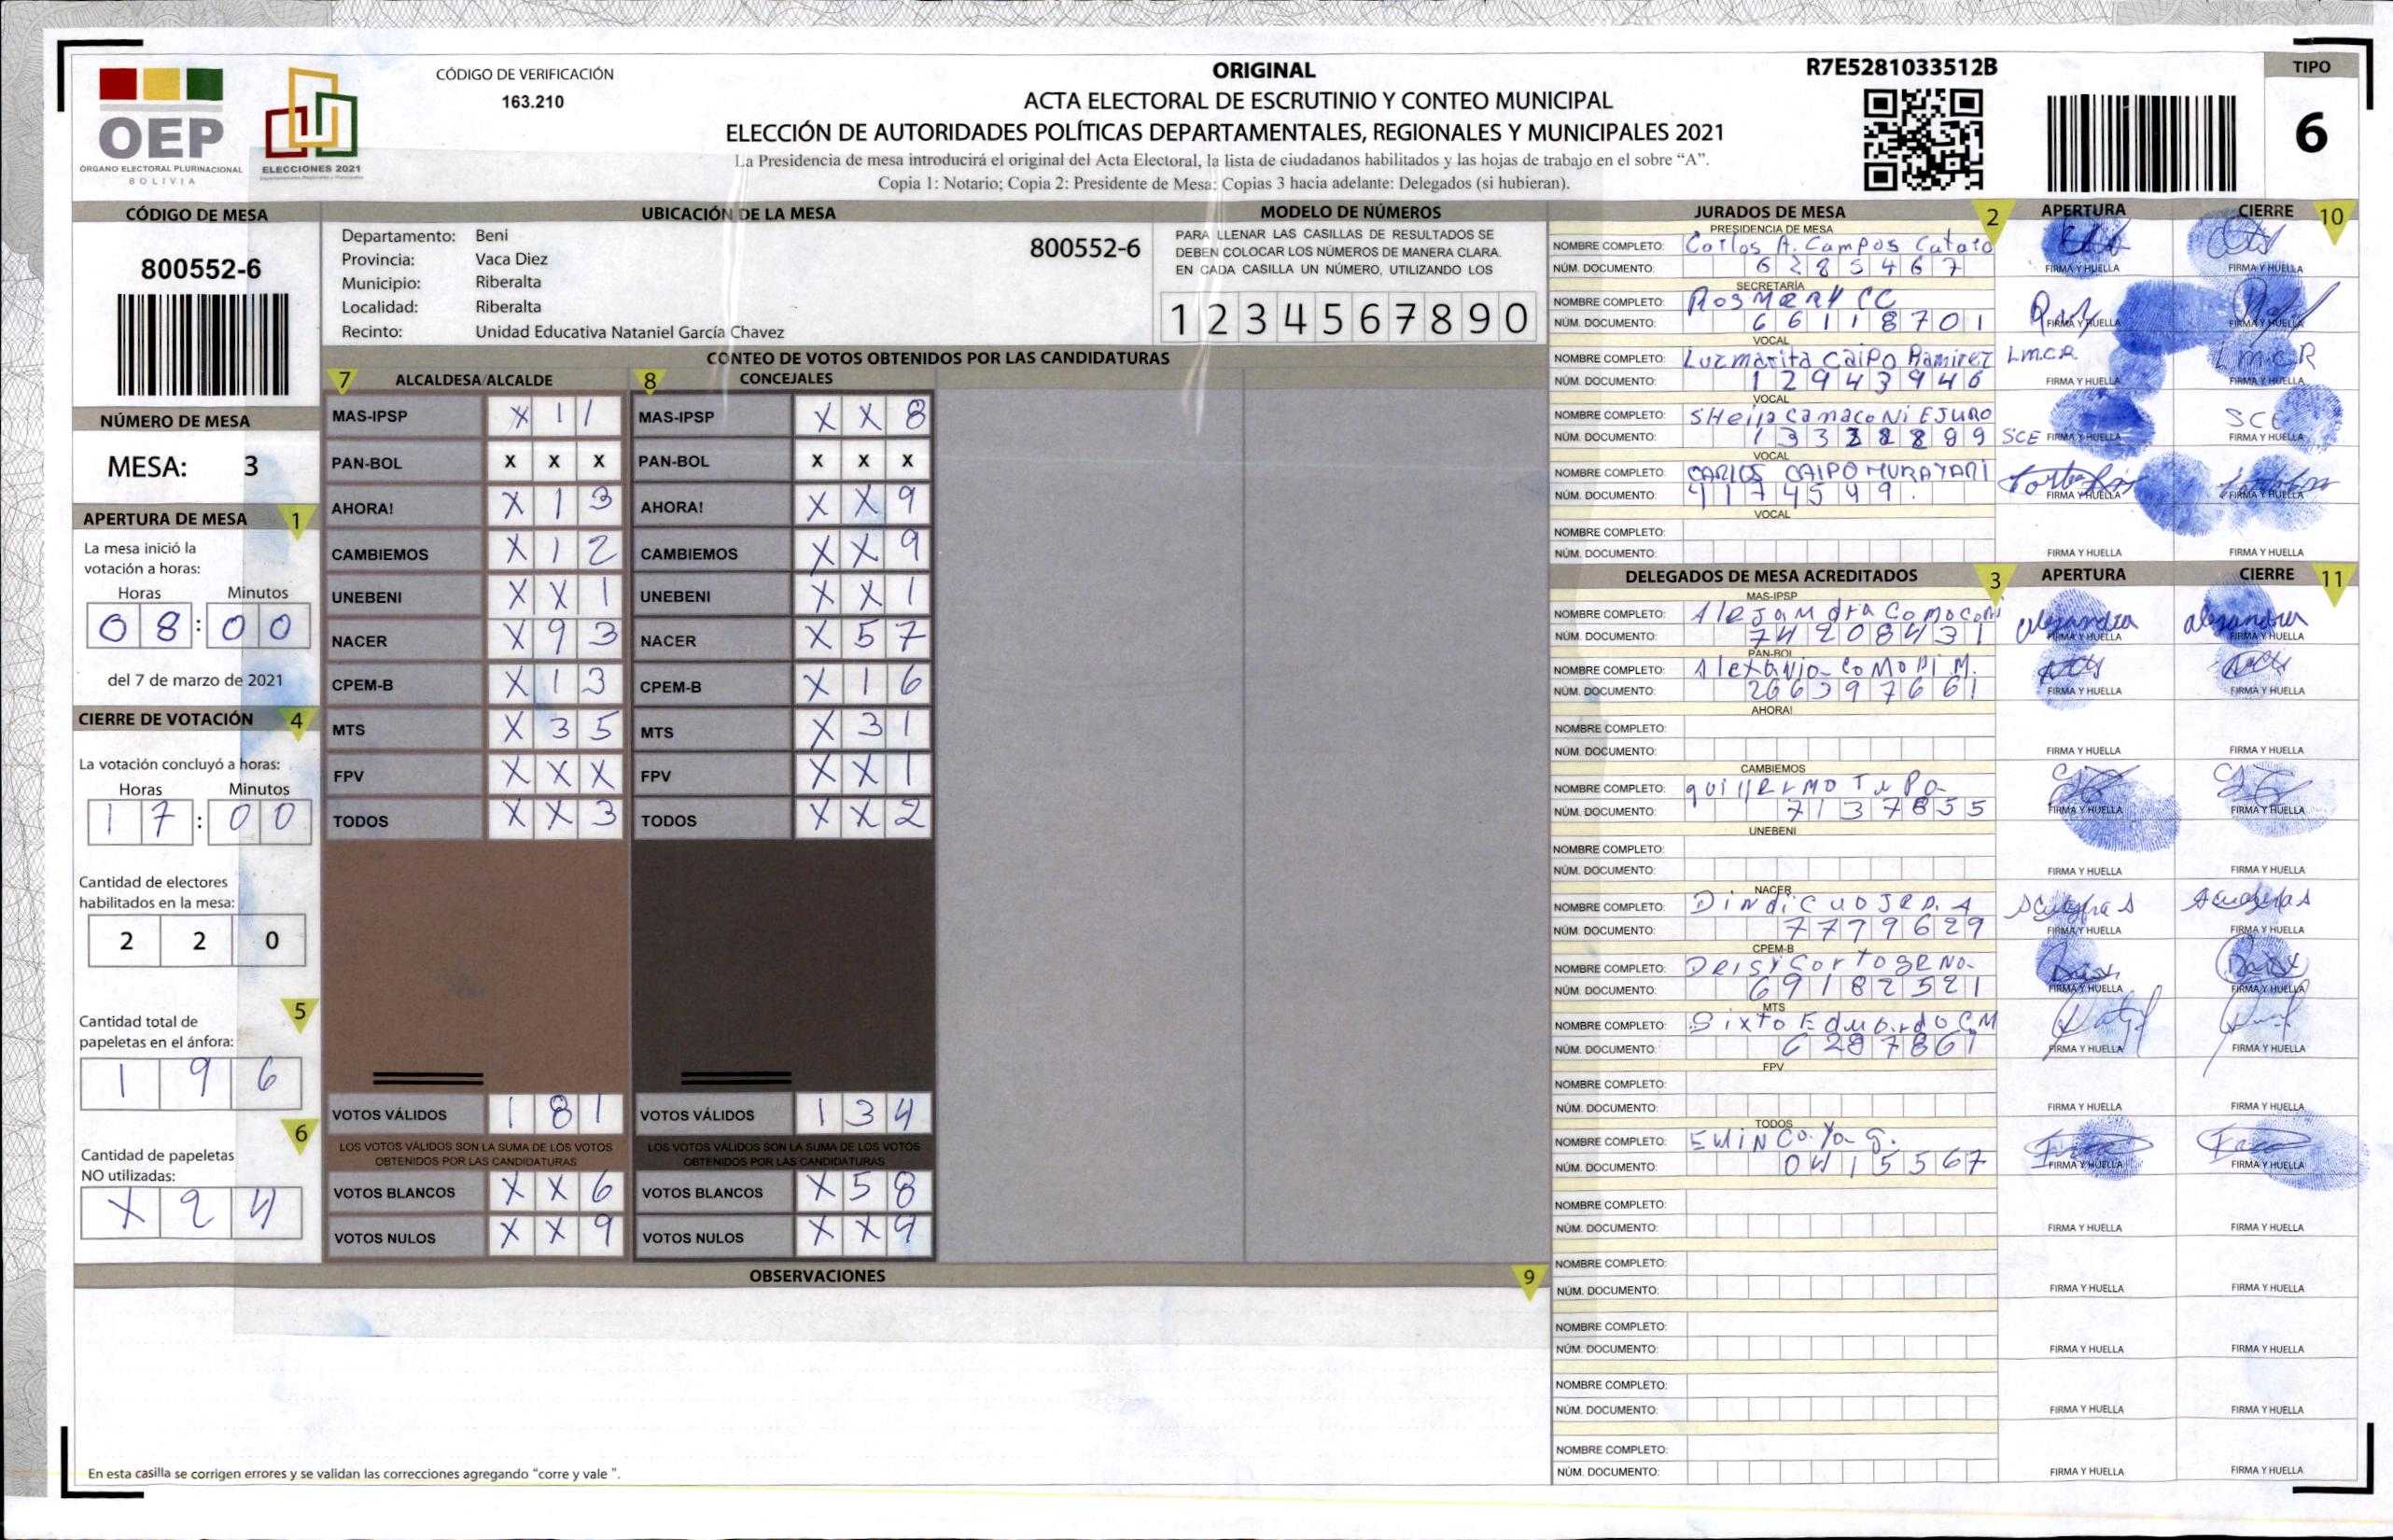 OEP
ÓRGANO ELECTORAL PLURINACIONAL
BOLIVIA
ELECCIONES 2021
CÓDIGO DE VERIFICACIÓN
163.210
ORIGINAL
ACTA ELECTORAL DE ESCRUTINIO Y CONTEO MUNICIPAL
ELECCIÓN DE AUTORIDADES POLÍTICAS DEPARTAMENTALES, REGIONALES Y MUNICIPALES 2021
La Presidencia de mesa introducirá el original del Acta Electoral, la lista de ciudadanos habilitados y las hojas de trabajo en el sobre “A”.
Copia 1: Notario; Copia 2: Presidente de Mesa; Copias 3 hacia adelante: Delegados (si hubieran).
R7E5281033512B
TIPO
6
CÓDIGO DE MESA
800552-6
NÚMERO DE MESA
MESA: 3
APERTURA DE MESA 1
La mesa inició la
votación a horas:
Horas Minutos
08:00
del 7 de marzo de 2021
CIERRE DE VOTACIÓN 4
La votación concluyó a horas:
Horas Minutos
17:00
Cantidad de electores
habilitados en la mesa:
2 2 0
5
Cantidad total de
papeletas en el ánfora:
1 9 6
6
Cantidad de papeletas
NO utilizadas:
X 2 4
UBICACIÓN DE LA MESA
Departamento: Beni
Provincia: Vaca Diez
Municipio: Riberalta
Localidad: Riberalta
Recinto: Unidad Educativa Nataniel García Chavez
800552-6
MODELO DE NÚMEROS
PARA LLENAR LAS CASILLAS DE RESULTADOS SE
DEBEN COLOCAR LOS NÚMEROS DE MANERA CLARA.
EN CADA CASILLA UN NÚMERO, UTILIZANDO LOS
1 2 3 4 5 6 7 8 9 0
CONTEO DE VOTOS OBTENIDOS POR LAS CANDIDATURAS
7 ALCALDESA/ALCALDE
MAS-IPSP X 1 1
PAN-BOL X X X
AHORA! X 1 3
CAMBIEMOS X 1 2
UNEBENI X X 1
NACER X 9 3
CPEM-B X 1 3
MTS X 3 5
FPV X X X
TODOS X X 3
VOTOS VÁLIDOS 1 8 1
LOS VOTOS VÁLIDOS SON LA SUMA DE LOS VOTOS
OBTENIDOS POR LAS CANDIDATURAS
VOTOS BLANCOS X X 6
VOTOS NULOS X X 9
8 CONCEJALES
MAS-IPSP X X 8
PAN-BOL X X X
AHORA! X X 9
CAMBIEMOS X X 9
UNEBENI X X 1
NACER X 5 7
CPEM-B X 1 6
MTS X 3 1
FPV X X 1
TODOS X X 2
VOTOS VÁLIDOS 1 3 4
LOS VOTOS VÁLIDOS SON LA SUMA DE LOS VOTOS
OBTENIDOS POR LAS CANDIDATURAS
VOTOS BLANCOS X 5 8
VOTOS NULOS X X
OBSERVACIONES 9
En esta casilla se corrigen errores y se validan las correcciones agregando “corre y vale ”.
JURADOS DE MESA 2 APERTURA CIERRE 10
PRESIDENCIA DE MESA
NOMBRE COMPLETO: Carlos A. Campos
NÚM. DOCUMENTO: 6285467 FIRMA Y HUELLA FIRMA Y HUELLA
SECRETARÍA
NOMBRE COMPLETO: Rosmery CC
NÚM. DOCUMENTO: 66118701 FIRMA Y HUELLA FIRMA Y HUELLA
VOCAL
NOMBRE COMPLETO: Luzmarita Caipo Ramirez L.M.C.R L.M.C.R
NÚM. DOCUMENTO: 12943946 FIRMA Y HUELLA FIRMA Y HUELLA
VOCAL
NOMBRE COMPLETO: SCE
NÚM. DOCUMENTO: SCE FIRMA Y HUELLA FIRMA Y HUELLA
VOCAL
NOMBRE COMPLETO: CARLOS CAIPO MURAYARI
NÚM. DOCUMENTO: 4174549. FIRMA Y HUELLA FIRMA Y HUELLA
VOCAL
NOMBRE COMPLETO:
NÚM. DOCUMENTO: FIRMA Y HUELLA FIRMA Y HUELLA
DELEGADOS DE MESA ACREDITADOS 3 APERTURA CIERRE 11
MAS-IPSP
NOMBRE COMPLETO: Alejandra Alejandra alejandra
NÚM. DOCUMENTO: 74208431 FIRMA Y HUELLA FIRMA Y HUELLA
PAN-BOL
NOMBRE COMPLETO:
NÚM. DOCUMENTO: FIRMA Y HUELLA FIRMA Y HUELLA
AHORA!
NOMBRE COMPLETO:
NÚM. DOCUMENTO: FIRMA Y HUELLA FIRMA Y HUELLA
CAMBIEMOS
NOMBRE COMPLETO:
NÚM. DOCUMENTO: FIRMA Y HUELLA FIRMA Y HUELLA
UNEBENI
NOMBRE COMPLETO:
NÚM. DOCUMENTO: FIRMA Y HUELLA FIRMA Y HUELLA
NACER
NOMBRE COMPLETO:
NÚM. DOCUMENTO: 7779629 FIRMA Y HUELLA FIRMA Y HUELLA
CPEM-B
NOMBRE COMPLETO:
NÚM. DOCUMENTO: 69182521 FIRMA Y HUELLA FIRMA Y HUELLA
MTS
NOMBRE COMPLETO: Sixto Eduardo C M
NÚM. DOCUMENTO: 6287861 FIRMA Y HUELLA FIRMA Y HUELLA
FPV
NOMBRE COMPLETO:
NÚM. DOCUMENTO: FIRMA Y HUELLA FIRMA Y HUELLA
TODOS
NOMBRE COMPLETO:
NÚM. DOCUMENTO: 0415567 FIRMA Y HUELLA FIRMA Y HUELLA
NOMBRE COMPLETO:
NÚM. DOCUMENTO: FIRMA Y HUELLA FIRMA Y HUELLA
NOMBRE COMPLETO:
NÚM. DOCUMENTO: FIRMA Y HUELLA FIRMA Y HUELLA
NOMBRE COMPLETO:
NÚM. DOCUMENTO: FIRMA Y HUELLA FIRMA Y HUELLA
NOMBRE COMPLETO:
NÚM. DOCUMENTO: FIRMA Y HUELLA FIRMA Y HUELLA
NOMBRE COMPLETO:
NÚM. DOCUMENTO: FIRMA Y HUELLA FIRMA Y HUELLA